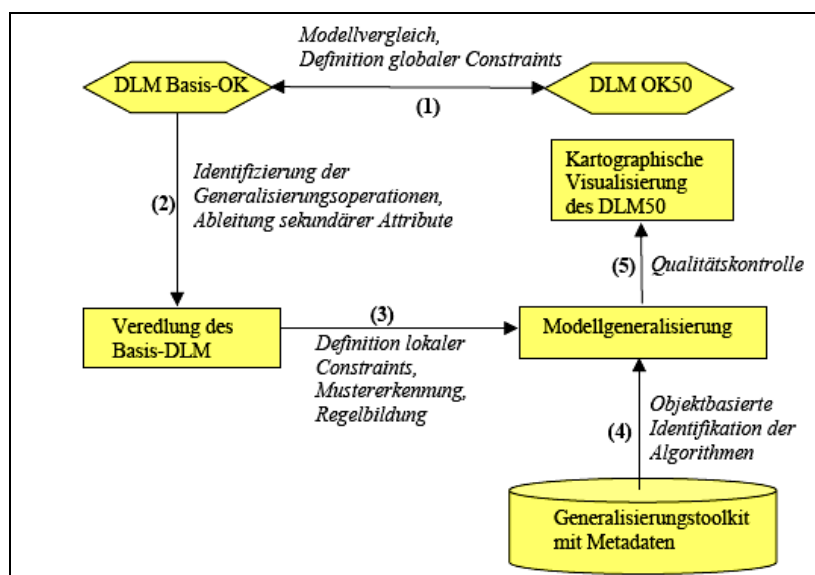 Modellvergleich,
Definition globaler Constraints
DLM Basis-OK
DLM OK50
(1)
Identifizierung der
Generalisierungsoperationen,
Ableitung sekundärer Attribute
(2)
Kartographische
Visualisierung
des DLM50
(5)
Qualitätskontrolle
Veredlung des
Basis-DLM
(3)
Definition lokaler
Constraints,
Mustererkennung,
Regelbildung
Modellgeneralisierung
(4)
Objektbasierte
Identifikation der
Algorithmen
Generalisierungstoolkit
mit Metadaten